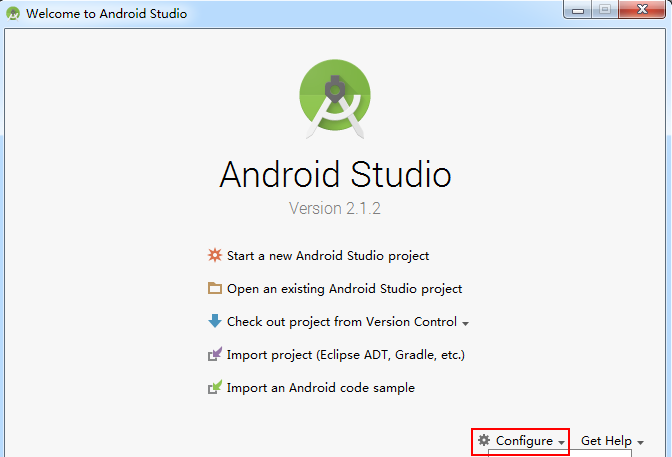 Welcome to Android Studio
Android Studio
Version 2.1.2
Start a new Android Studio project
Open an existing Android Studio project
Check out project from Version Control
Import project (Eclipse ADT, Gradle, etc.)
Import an Android code sample
Configure Get Help